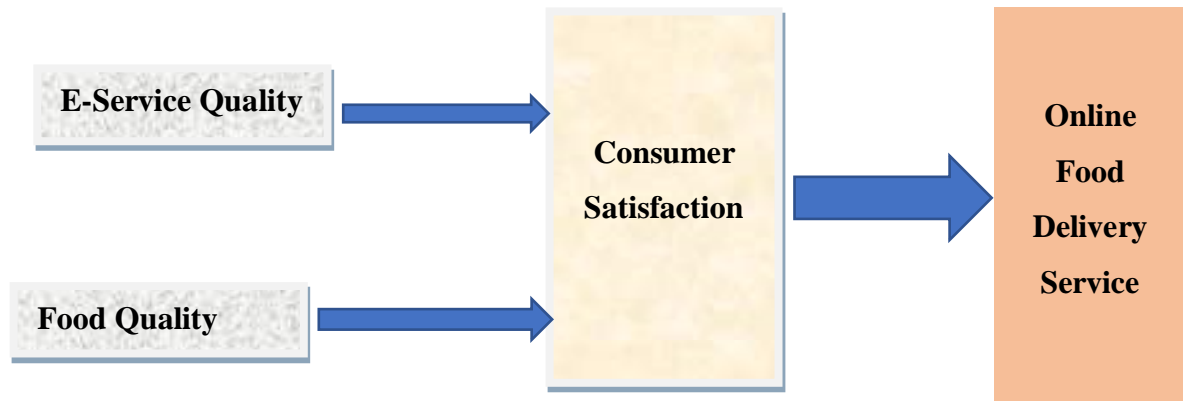 E-Service Quality
Food Quality
Consumer
Satisfaction
Online
Food
Delivery
Service